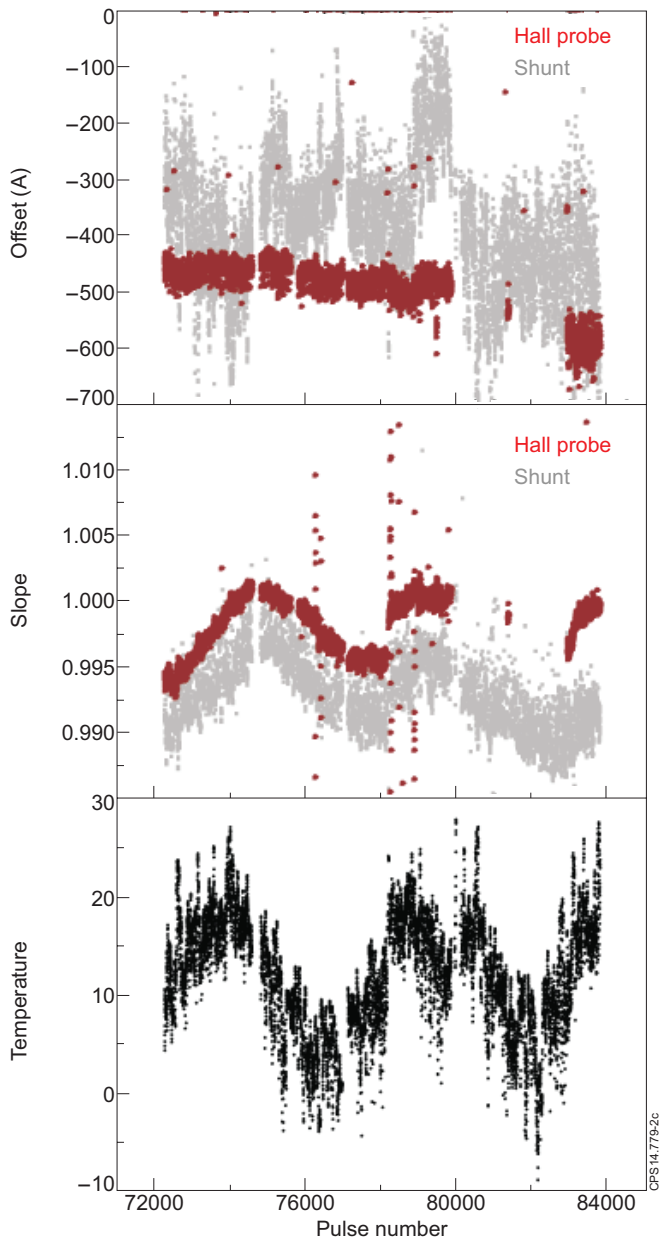 0
−100
−200
−300
−400
−500
−600
−700
Offset (A)
Hall probe
Shunt
1.010
1.005
1.000
0.995
0.990
Slope
Hall probe
Shunt
30
20
10
0
−10
Temperature
72000 76000 80000 84000
Pulse number
CPS14.779-2c